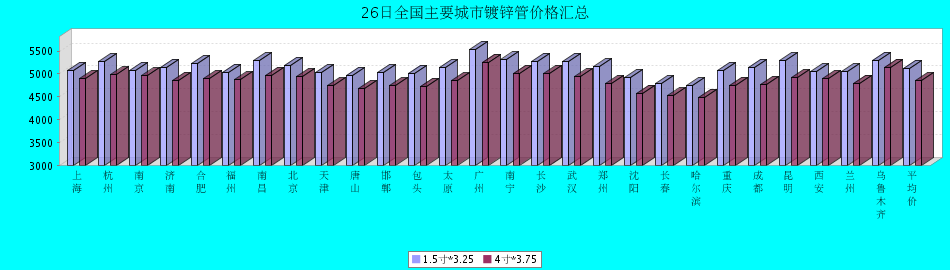 26日全国主要城市镀锌管价格汇总
5500
5000
4500
4000
3500
3000
上海 杭州 南京 济南 合肥 福州 南昌 北京 天津 唐山 邯郸 包头 太原 广州 南宁 长沙 武汉 郑州 沈阳 长春 哈尔滨 重庆 成都 昆明 西安 兰州 乌鲁木齐 平均价
1.5寸*3.25 4寸*3.75